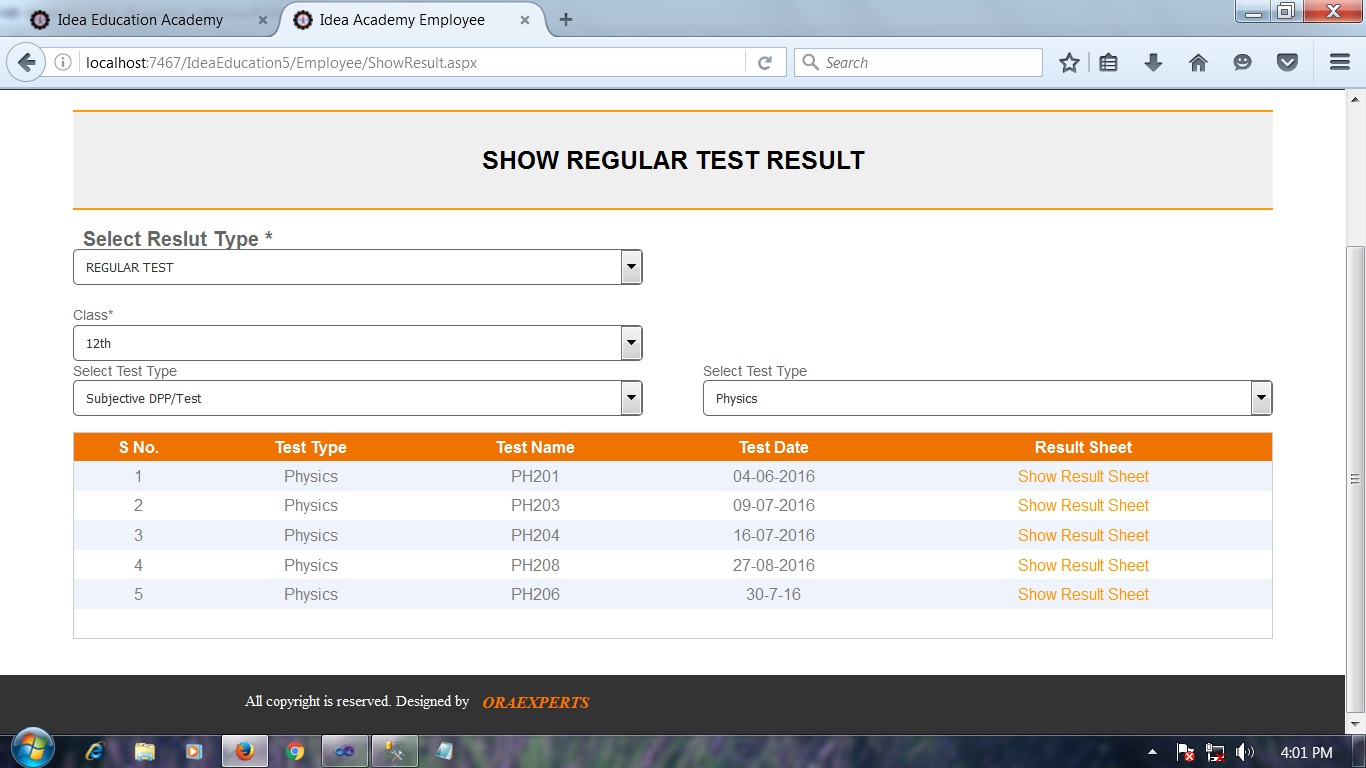 Idea Education Academy
Idea Academy Employee
localhost:7467/IdeaEducation5/Employee/ShowResult.aspx
Search
SHOW REGULAR TEST RESULT
Select Reslut Type *
REGULAR TEST
Class*
12th
Select Test Type Select Test Type
Subjective DPP/Test Physics
S No. Test Type Test Name Test Date Result Sheet
1 Physics PH201 04-06-2016 Show Result Sheet
2 Physics PH203 09-07-2016 Show Result Sheet
3 Physics PH204 16-07-2016 Show Result Sheet
4 Physics PH208 27-08-2016 Show Result Sheet
5 Physics PH206 30-7-16 Show Result Sheet
All copyright is reserved. Designed by ORAEXPERTS
4:01 PM